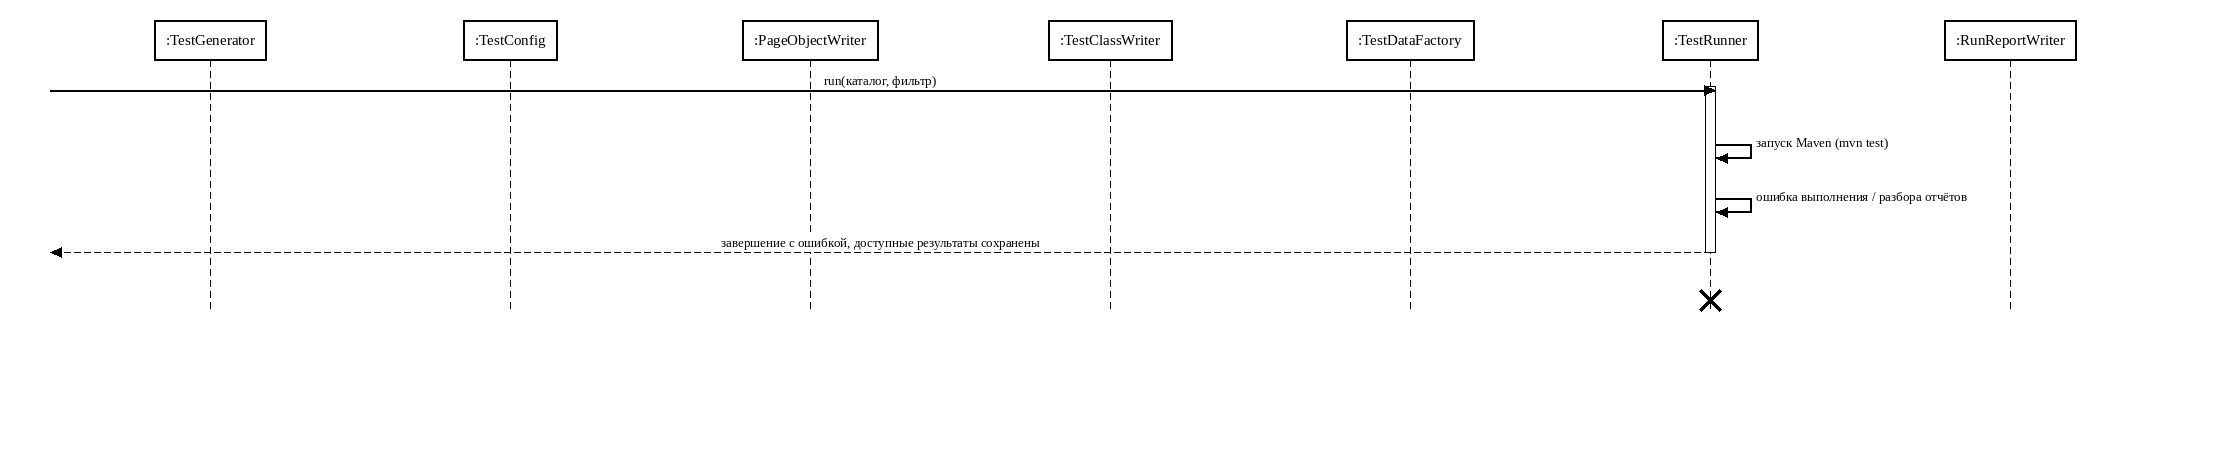 :TestGenerator
:TestConfig
:PageObjectWriter
:TestClassWriter
:TestDataFactory
:TestRunner
:RunReportWriter
run(каталог, фильтр)
запуск Maven (mvn test)
ошибка выполнения / разбора отчётов
завершение с ошибкой, доступные результаты сохранены